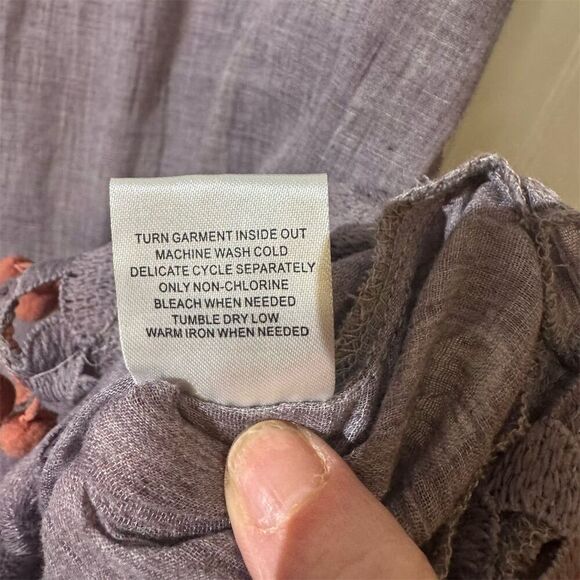 TURN GARMENT INSIDE OUT
MACHINE WASH COLD
DELICATE CYCLE SEPARATELY
ONLY NON-CHLORINE
BLEACH WHEN NEEDED
TUMBLE DRY LOW
WARM IRON WHEN NEEDED